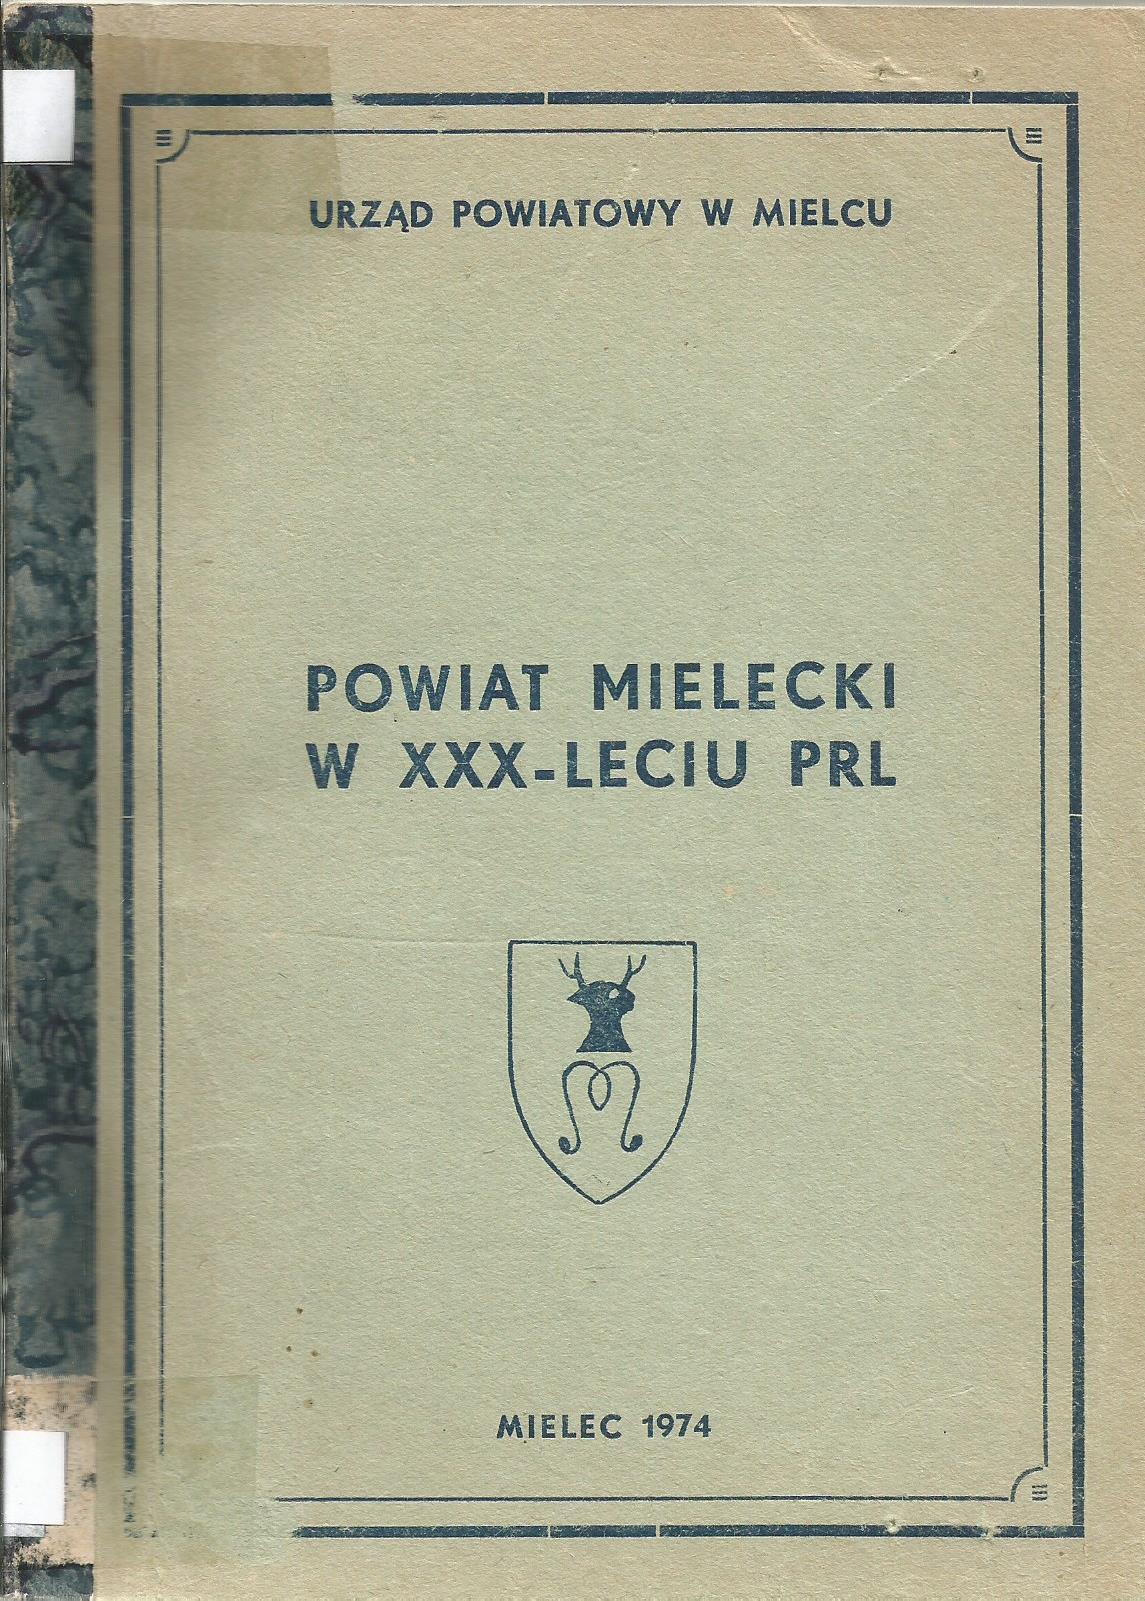 URZĄD POWIATOWY W MIELCU
POWIAT MIELECKI
W XXX-LECIU PRL
MIELEC 1974